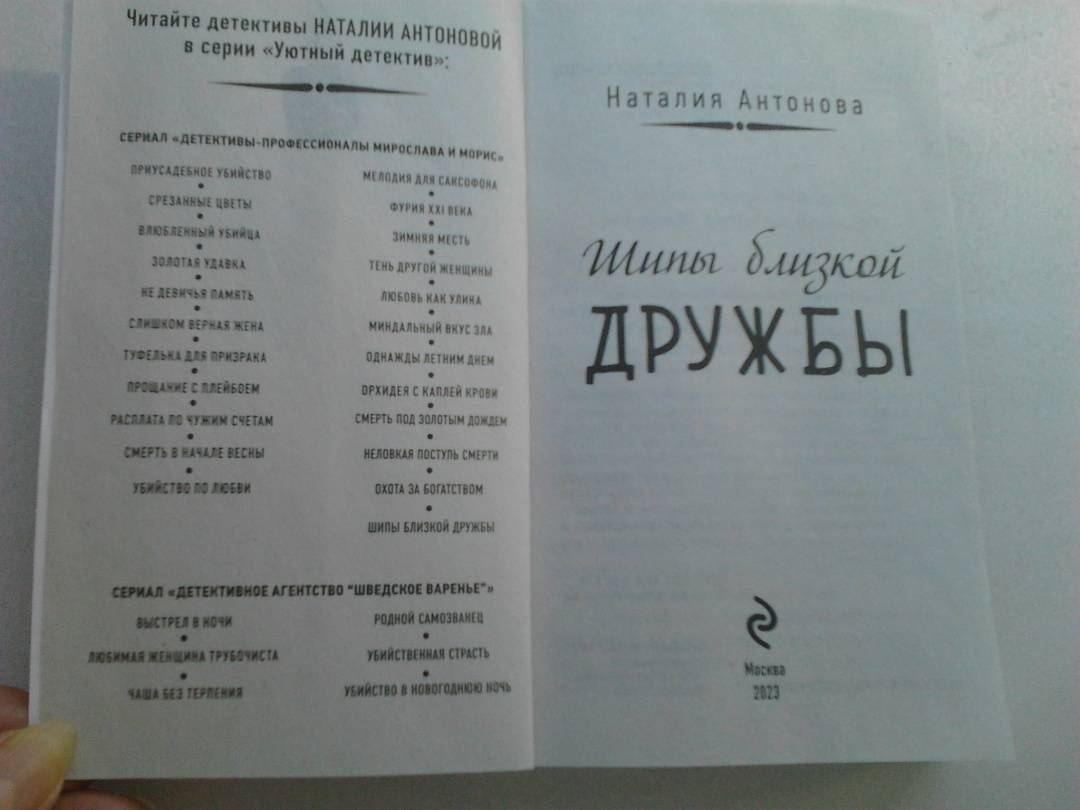 Читайте детективы НАТАЛИИ АНТОНОВОЙ
в серии «Уютный детектив»:
СЕРИАЛ «ДЕТЕКТИВЫ-ПРОФЕССИОНАЛЫ МИРОСЛАВА И МОРИС»
ПРИУСАДЕБНОЕ УБИЙСТВО
СРЕЗАННЫЕ ЦВЕТЫ
ВЛЮБЛЕННЫЙ УБИЙЦА
ЗОЛОТАЯ УДАВКА
НЕ ДЕВИЧЬЯ ПАМЯТЬ
СЛИШКОМ ВЕРНАЯ ЖЕНА
ТУФЕЛЬКА ДЛЯ ПРИЗРАКА
ПРОЩАНИЕ С ПЛЕЙБОЕМ
РАСПЛАТА ПО ЧУЖИМ СЧЕТАМ
СМЕРТЬ В НАЧАЛЕ ВЕСНЫ
УБИЙСТВО ПО ЛЮБВИ
МЕЛОДИЯ ДЛЯ САКСОФОНА
ФУРИЯ XXI ВЕКА
ЗИМНЯЯ МЕСТЬ
ТЕНЬ ДРУГОЙ ЖЕНЩИНЫ
ЛЮБОВЬ КАК УЛИКА
МИНДАЛЬНЫЙ ВКУС ЗЛА
ОДНАЖДЫ ЛЕТНИМ ДНЕМ
ОРХИДЕЯ С КАПЛЕЙ КРОВИ
СМЕРТЬ ПОД ЗОЛОТЫМ ДОЖДЕМ
НЕЛОВКАЯ ПОСТУПЬ СМЕРТИ
ОХОТА ЗА БОГАТСТВОМ
ШИПЫ БЛИЗКОЙ ДРУЖБЫ
СЕРИАЛ «ДЕТЕКТИВНОЕ АГЕНТСТВО "ШВЕДСКОЕ ВАРЕНЬЕ"»
ВЫСТРЕЛ В НОЧИ
ЛЮБИМАЯ ЖЕНЩИНА ТРУБОЧИСТА
ЧАША БЕЗ ТЕРПЕНИЯ
РОДНОЙ САМОЗВАНЕЦ
УБИЙСТВЕННАЯ СТРАСТЬ
УБИЙСТВО В НОВОГОДНЮЮ НОЧЬ
Наталия Антонова
Шипы близкой
ДРУЖБЫ
Москва
2023